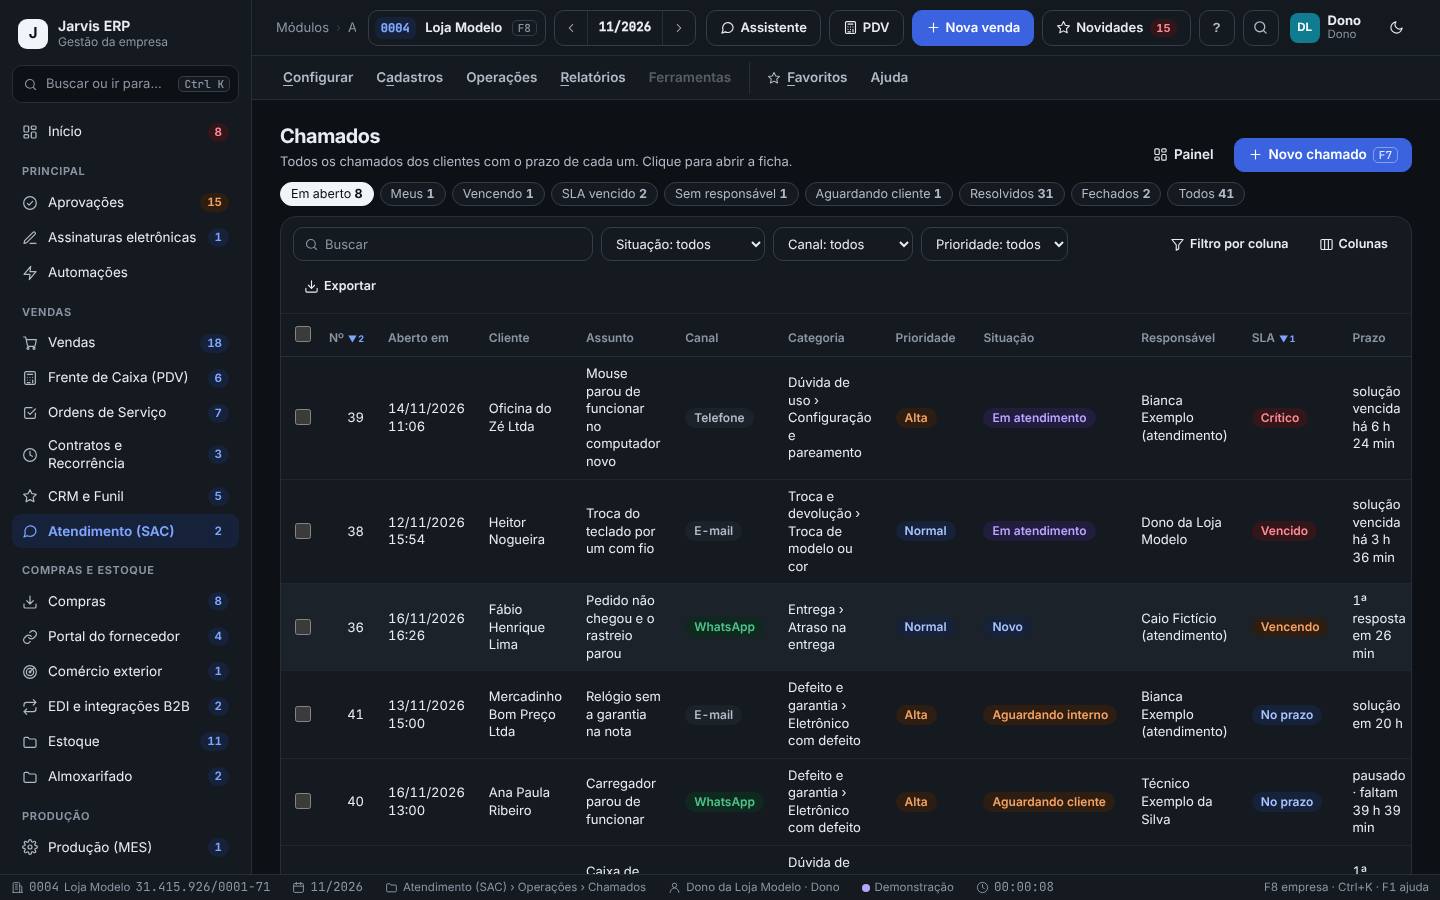 J
Jarvis ERP
Gestão da empresa
Buscar ou ir para... Ctrl K
Início 8
PRINCIPAL
Aprovações 15
Assinaturas eletrônicas 1
Automações
VENDAS
Vendas 18
Frente de Caixa (PDV) 6
Ordens de Serviço 7
Contratos e
Recorrência 3
CRM e Funil 5
Atendimento (SAC) 2
COMPRAS E ESTOQUE
Compras 8
Portal do fornecedor 4
Comércio exterior 1
EDI e integrações B2B 2
Estoque 11
Almoxarifado 2
PRODUÇÃO
Produção (MES) 1
Módulos › A 0004 Loja Modelo F8 ‹ 11/2026 › Assistente PDV + Nova venda Novidades 15 ? DL Dono
Dono
Configurar Cadastros Operações Relatórios Ferramentas Favoritos Ajuda
Chamados
Todos os chamados dos clientes com o prazo de cada um. Clique para abrir a ficha.
Painel + Novo chamado F7
Em aberto 8 Meus 1 Vencendo 1 SLA vencido 2 Sem responsável 1 Aguardando cliente 1 Resolvidos 31 Fechados 2 Todos 41
Buscar Situação: todos Canal: todos Prioridade: todos Filtro por coluna Colunas
Exportar
Nº ▼2 Aberto em Cliente Assunto Canal Categoria Prioridade Situação Responsável SLA ▼1 Prazo
39
14/11/2026
11:06
Oficina do
Zé Ltda
Mouse
parou de
funcionar
no
computador
novo
Telefone
Dúvida de
uso ›
Configuração
e
pareamento
Alta
Em atendimento
Bianca
Exemplo
(atendimento)
Crítico
solução
vencida
há 6 h
24 min
38
12/11/2026
15:54
Heitor
Nogueira
Troca do
teclado por
um com fio
E-mail
Troca e
devolução ›
Troca de
modelo ou
cor
Normal
Em atendimento
Dono da Loja
Modelo
Vencido
solução
vencida
há 3 h
36 min
36
16/11/2026
16:26
Fábio
Henrique
Lima
Pedido não
chegou e o
rastreio
parou
WhatsApp
Entrega ›
Atraso na
entrega
Normal
Novo
Caio Fictício
(atendimento)
Vencendo
1ª
resposta
em 26
min
41
13/11/2026
15:00
Mercadinho
Bom Preço
Ltda
Relógio sem
a garantia
na nota
E-mail
Defeito e
garantia ›
Eletrônico
com defeito
Alta
Aguardando interno
Bianca
Exemplo
(atendimento)
No prazo
solução
em 20 h
40
16/11/2026
13:00
Ana Paula
Ribeiro
Carregador
parou de
funcionar
WhatsApp
Defeito e
garantia ›
Eletrônico
com defeito
Alta
Aguardando cliente
Técnico
Exemplo da
Silva
No prazo
pausado
· faltam
39 h 39
min
Caixa de
Dúvida de
1ª
0004 Loja Modelo 31.415.926/0001-71 11/2026 Atendimento (SAC) › Operações › Chamados Dono da Loja Modelo · Dono Demonstração 00:00:08 F8 empresa · Ctrl+K · F1 ajuda